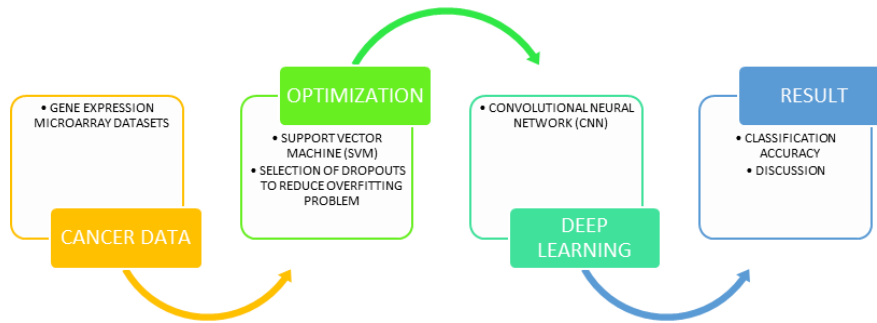 • GENE EXPRESSION
MICROARRAY DATASETS
CANCER DATA
OPTIMIZATION
• SUPPORT VECTOR
MACHINE (SVM)
• SELECTION OF DROPOUTS
TO REDUCE OVERFITTING
PROBLEM
• CONVOLUTIONAL NEURAL
NETWORK (CNN)
DEEP
LEARNING
RESULT
• CLASSIFICATION
ACCURACY
• DISCUSSION